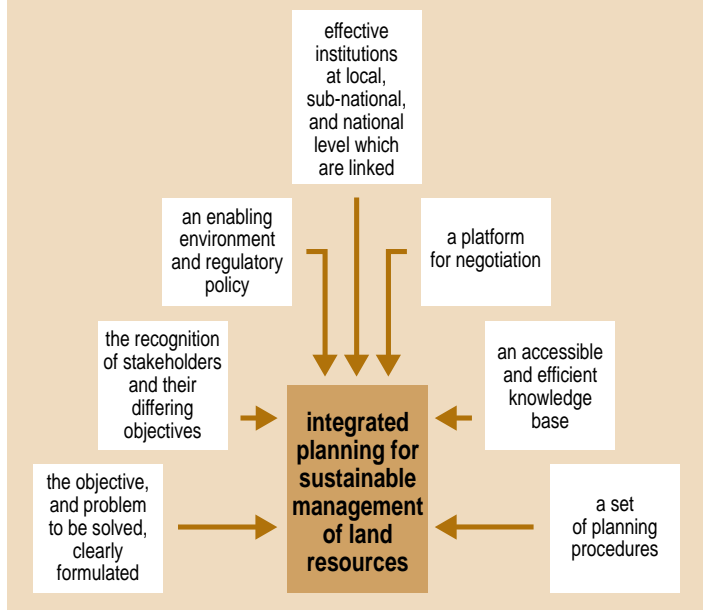 effective
institutions
at local,
sub-national,
and national
level which
are linked
an enabling
environment
and regulatory
policy
a platform
for negotiation
the recognition
of stakeholders
and their
differing
objectives
an accessible
and efficient
knowledge
base
integrated
planning for
sustainable
management
of land
resources
the objective,
and problem
to be solved,
clearly
formulated
a set
of planning
procedures